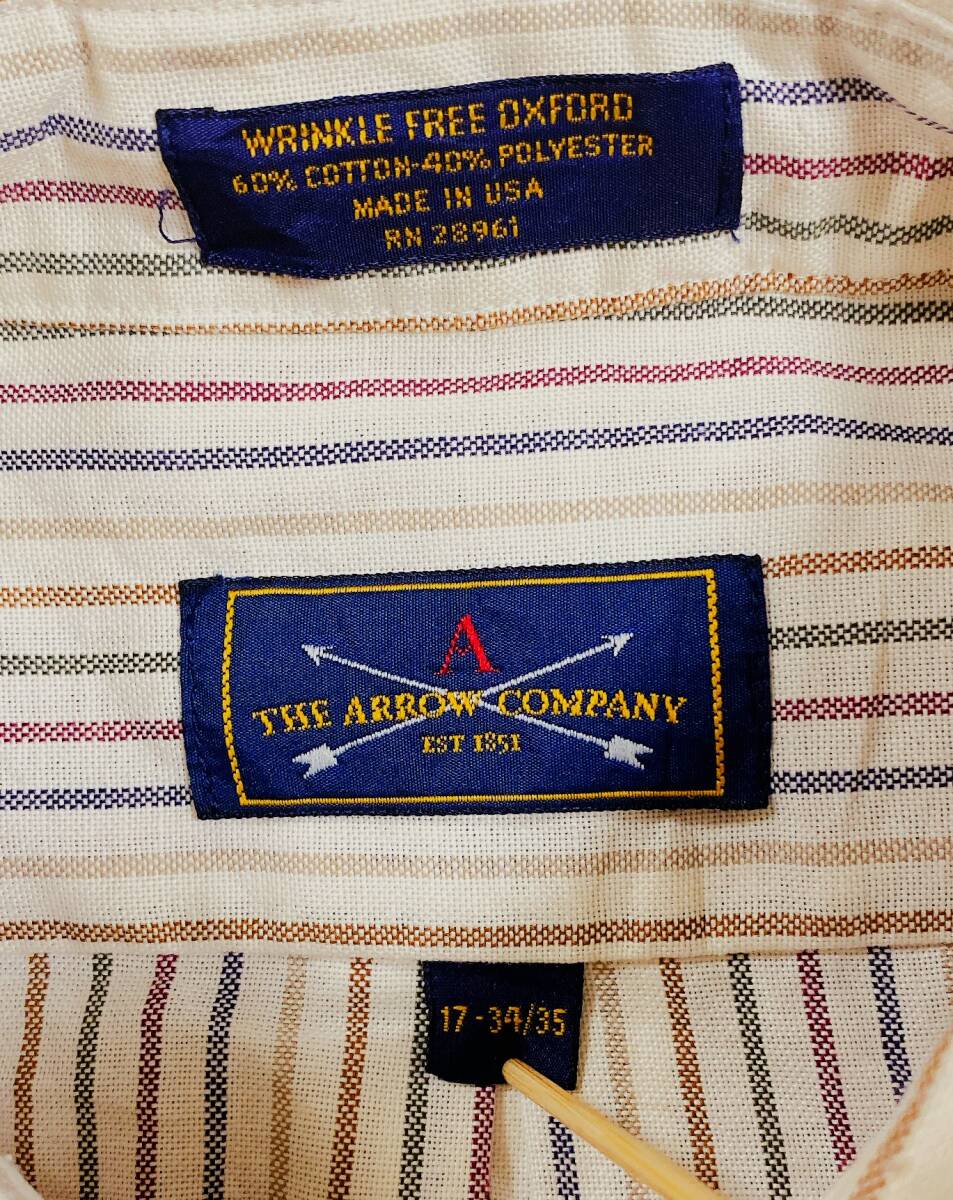 WRINKLE FREE OXFORD
60% COTTON-40% POLYESTER
MADE IN USA
RN 28961
A
THE ARROW COMPANY
EST 1851
17-34/35